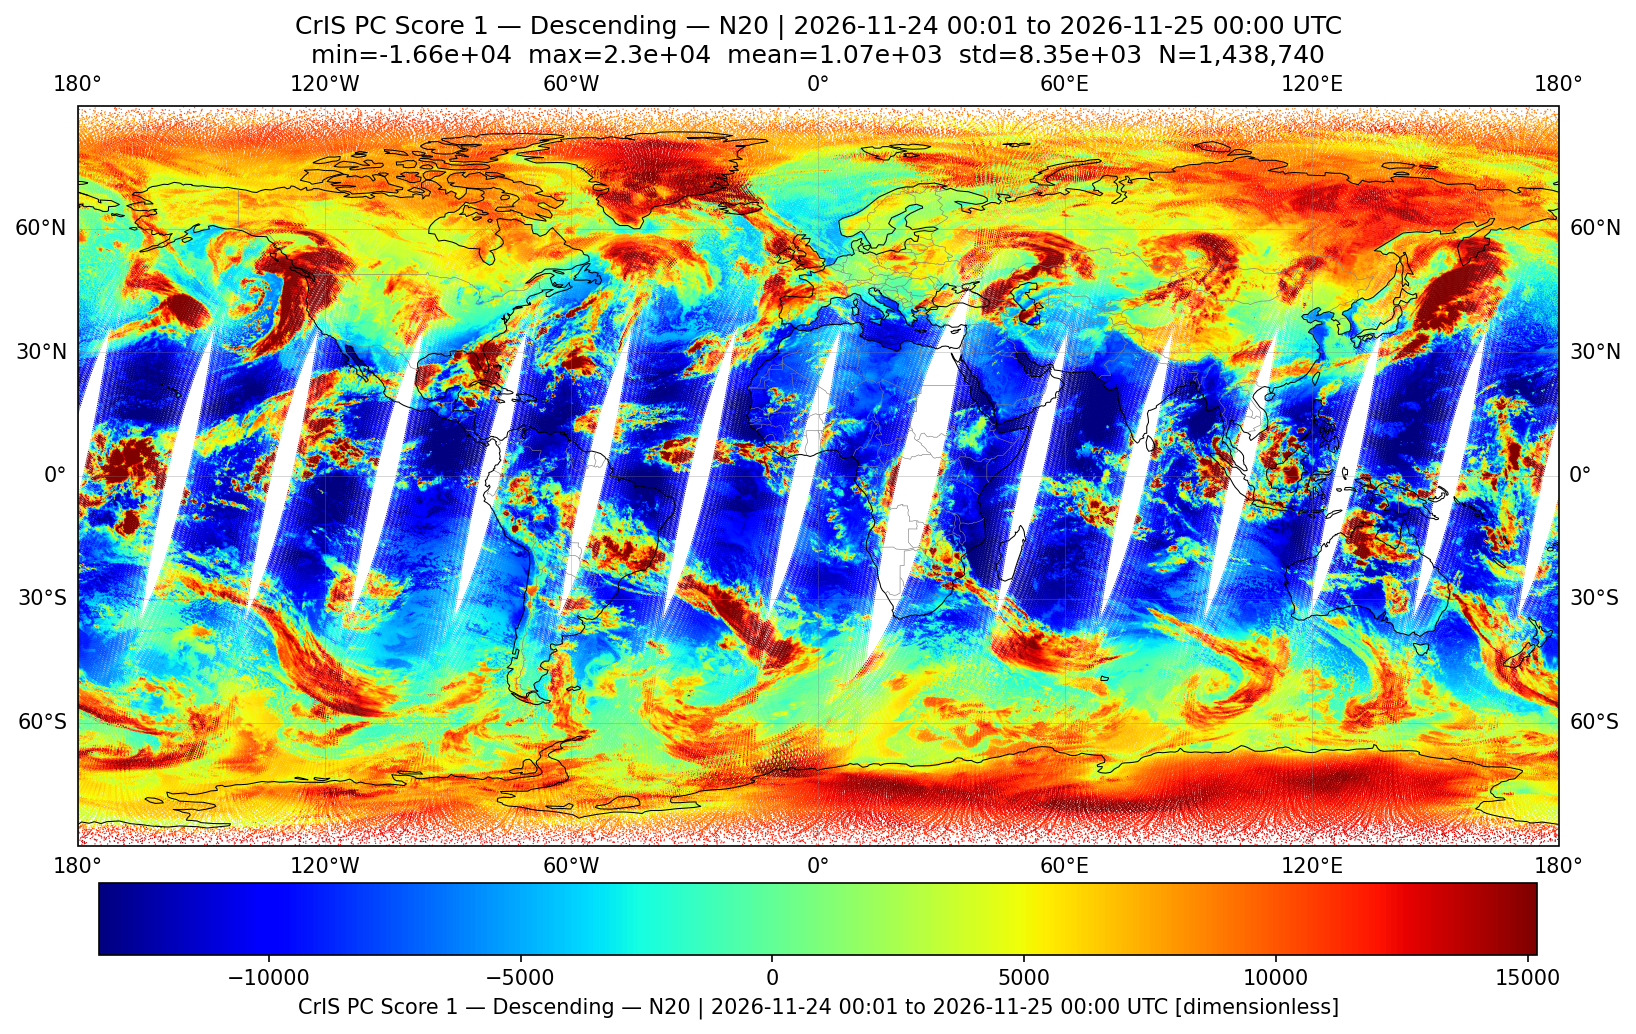 CrIS PC Score 1 — Descending — N20 | 2026-11-24 00:01 to 2026-11-25 00:00 UTC
min=-1.66e+04 max=2.3e+04 mean=1.07e+03 std=8.35e+03 N=1,438,740
180° 120°W 60°W 0° 60°E 120°E 180°
60°N 60°N
30°N 30°N
0° 0°
30°S 30°S
60°S 60°S
180° 120°W 60°W 0° 60°E 120°E 180°
−10000 −5000 0 5000 10000 15000
CrIS PC Score 1 — Descending — N20 | 2026-11-24 00:01 to 2026-11-25 00:00 UTC [dimensionless]